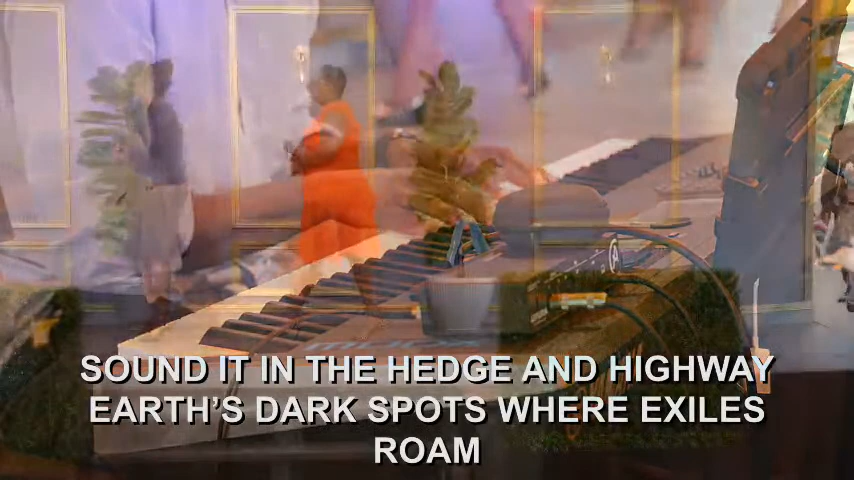 SOUND IT IN THE HEDGE AND HIGHWAY
EARTH'S DARK SPOTS WHERE EXILES
ROAM